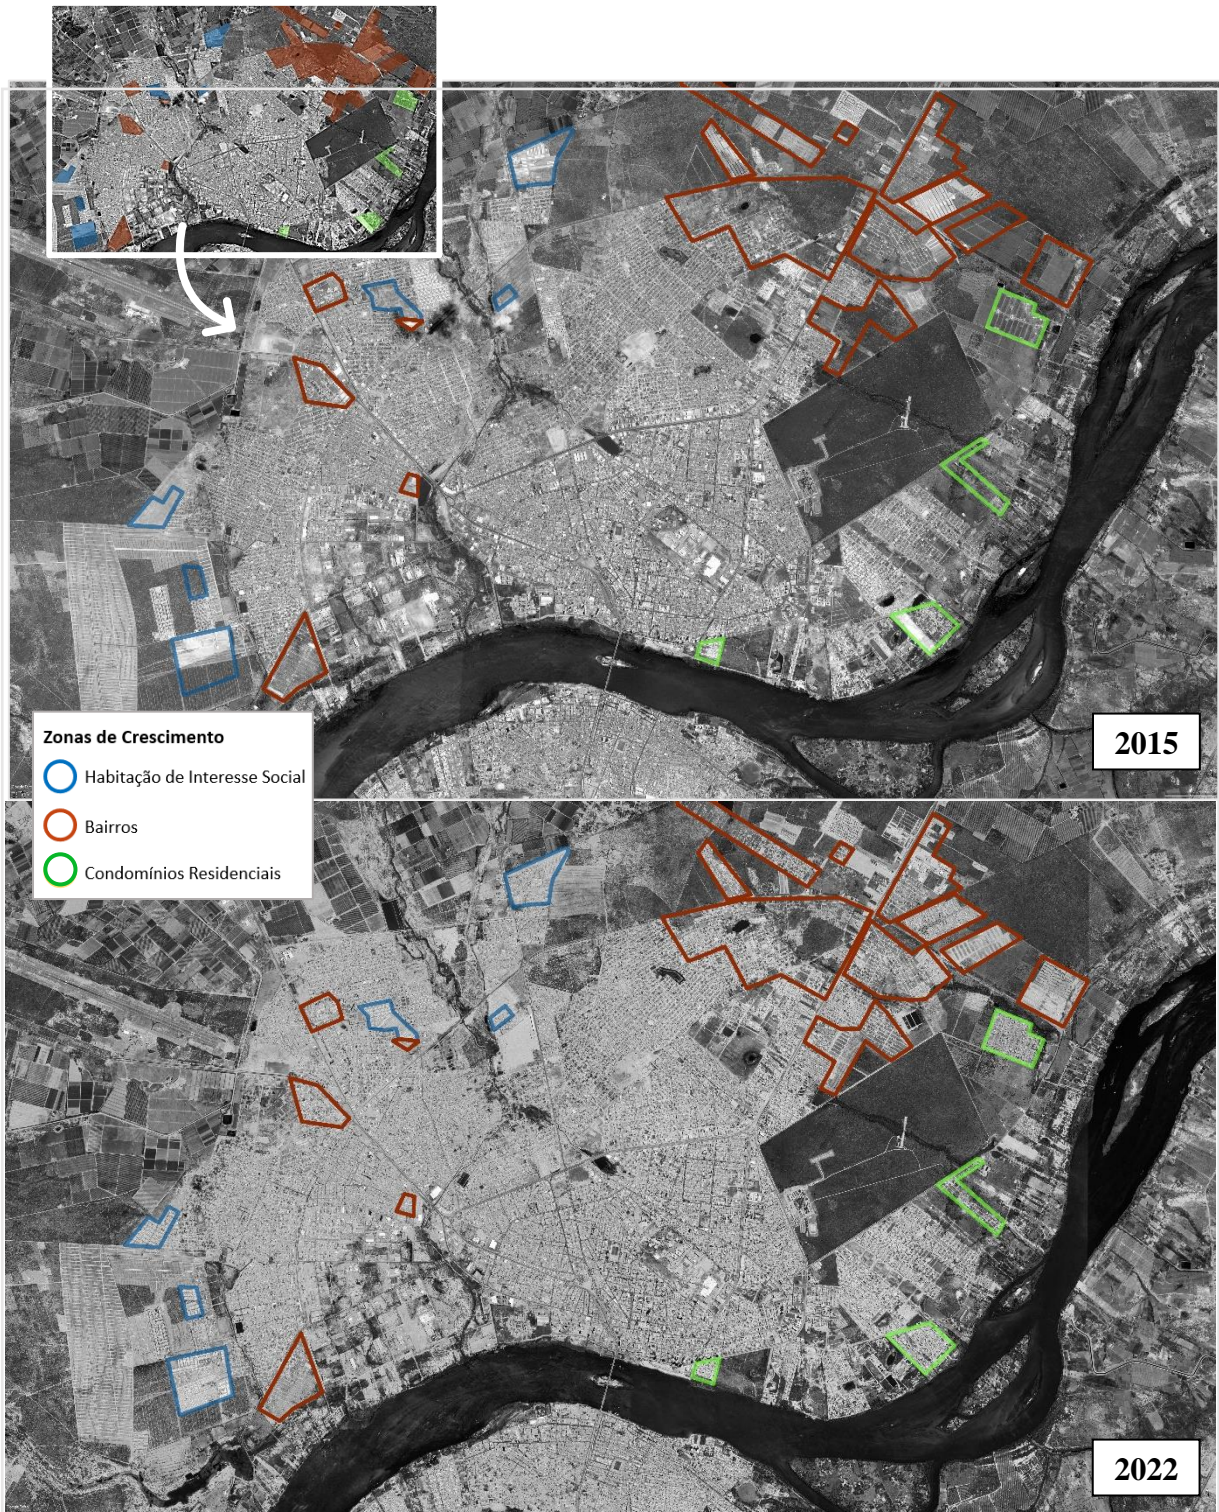 2015
Zonas de Crescimento
Habitação de Interesse Social
Bairros
Condomínios Residenciais
2022